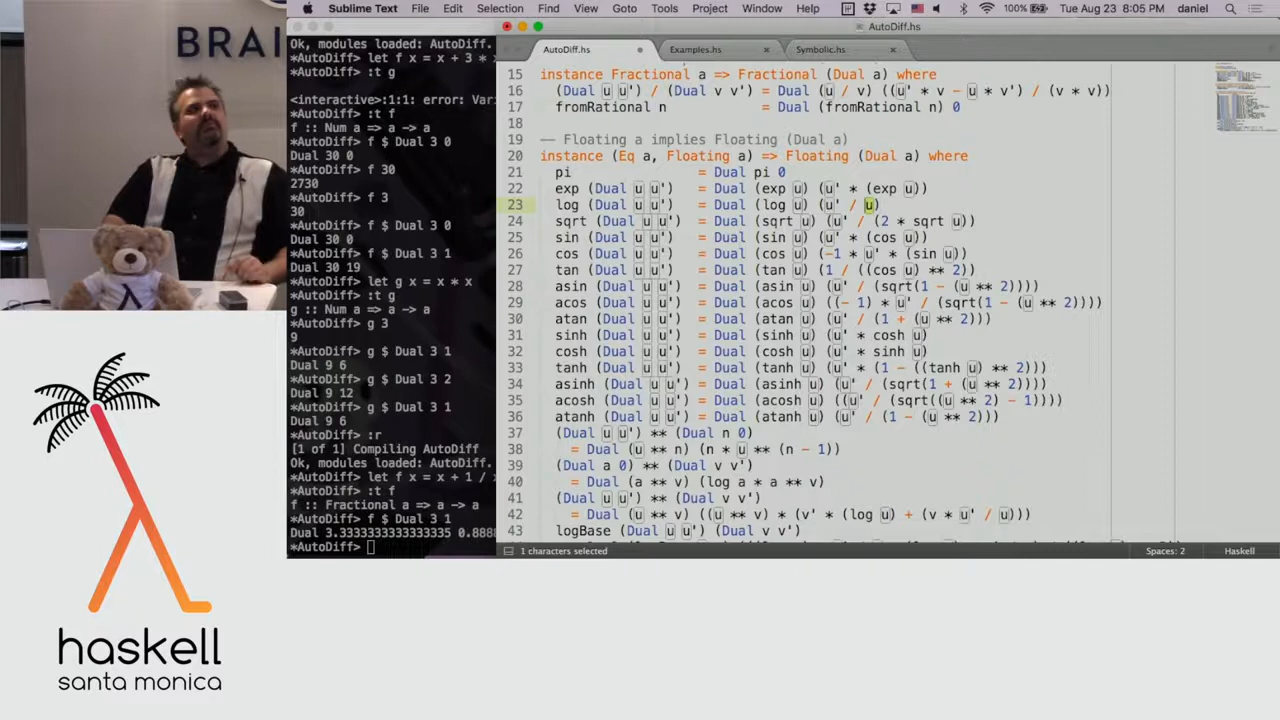 Sublime Text File Edit Selection Find View Goto Tools Project Window Help 100% Tue Aug 23 8:05 PM daniel
BRAI
AutoDiff.hs
AutoDiff.hs Examples.hs Symbolic.hs
Ok, modules loaded: AutoDiff.
*AutoDiff> let f x = x + 3 * x
*AutoDiff> :t g
<interactive>:1:1: error: Vari
*AutoDiff> :t f
f :: Num a => a -> a
*AutoDiff> f $ Dual 3 0
Dual 30 0
*AutoDiff> f 30
2730
*AutoDiff> f 3
30
*AutoDiff> f $ Dual 3 0
Dual 30 0
*AutoDiff> f $ Dual 3 1
Dual 30 19
*AutoDiff> let g x = x * x
*AutoDiff> :t g
g :: Num a => a -> a
*AutoDiff> g 3
9
*AutoDiff> g $ Dual 3 1
Dual 9 6
*AutoDiff> g $ Dual 3 2
Dual 9 12
*AutoDiff> g $ Dual 3 1
Dual 9 6
*AutoDiff> :r
[1 of 1] Compiling AutoDiff
Ok, modules loaded: AutoDiff.
*AutoDiff> let f x = x + 1 / x
*AutoDiff> :t f
f :: Fractional a => a -> a
*AutoDiff> f $ Dual 3 1
Dual 3.3333333333333335 0.8888
*AutoDiff>
15 instance Fractional a => Fractional (Dual a) where
16 (Dual u u') / (Dual v v') = Dual (u / v) ((u' * v - u * v') / (v * v))
17 fromRational n = Dual (fromRational n) 0
18
19 -- Floating a implies Floating (Dual a)
20 instance (Eq a, Floating a) => Floating (Dual a) where
21 pi = Dual pi 0
22 exp (Dual u u') = Dual (exp u) (u' * (exp u))
23 log (Dual u u') = Dual (log u) (u' / u)
24 sqrt (Dual u u') = Dual (sqrt u) (u' / (2 * sqrt u))
25 sin (Dual u u') = Dual (sin u) (u' * (cos u))
26 cos (Dual u u') = Dual (cos u) (-1 * u' * (sin u))
27 tan (Dual u u') = Dual (tan u) (1 / ((cos u) ** 2))
28 asin (Dual u u') = Dual (asin u) (u' / (sqrt(1 - (u ** 2))))
29 acos (Dual u u') = Dual (acos u) ((- 1) * u' / (sqrt(1 - (u ** 2))))
30 atan (Dual u u') = Dual (atan u) (u' / (1 + (u ** 2)))
31 sinh (Dual u u') = Dual (sinh u) (u' * cosh u)
32 cosh (Dual u u') = Dual (cosh u) (u' * sinh u)
33 tanh (Dual u u') = Dual (tanh u) (u' * (1 - ((tanh u) ** 2)))
34 asinh (Dual u u') = Dual (asinh u) (u' / (sqrt(1 + (u ** 2))))
35 acosh (Dual u u') = Dual (acosh u) ((u' / (sqrt((u ** 2) - 1))))
36 atanh (Dual u u') = Dual (atanh u) (u' / (1 - (u ** 2)))
37 (Dual u u') ** (Dual n 0)
38 = Dual (u ** n) (n * u ** (n - 1))
39 (Dual a 0) ** (Dual v v')
40 = Dual (a ** v) (log a * a ** v)
41 (Dual u u') ** (Dual v v')
42 = Dual (u ** v) ((u ** v) * (v' * (log u) + (v * u' / u)))
43 logBase (Dual u u') (Dual v v')
1 characters selected Spaces: 2 Haskell
haskell
santa monica